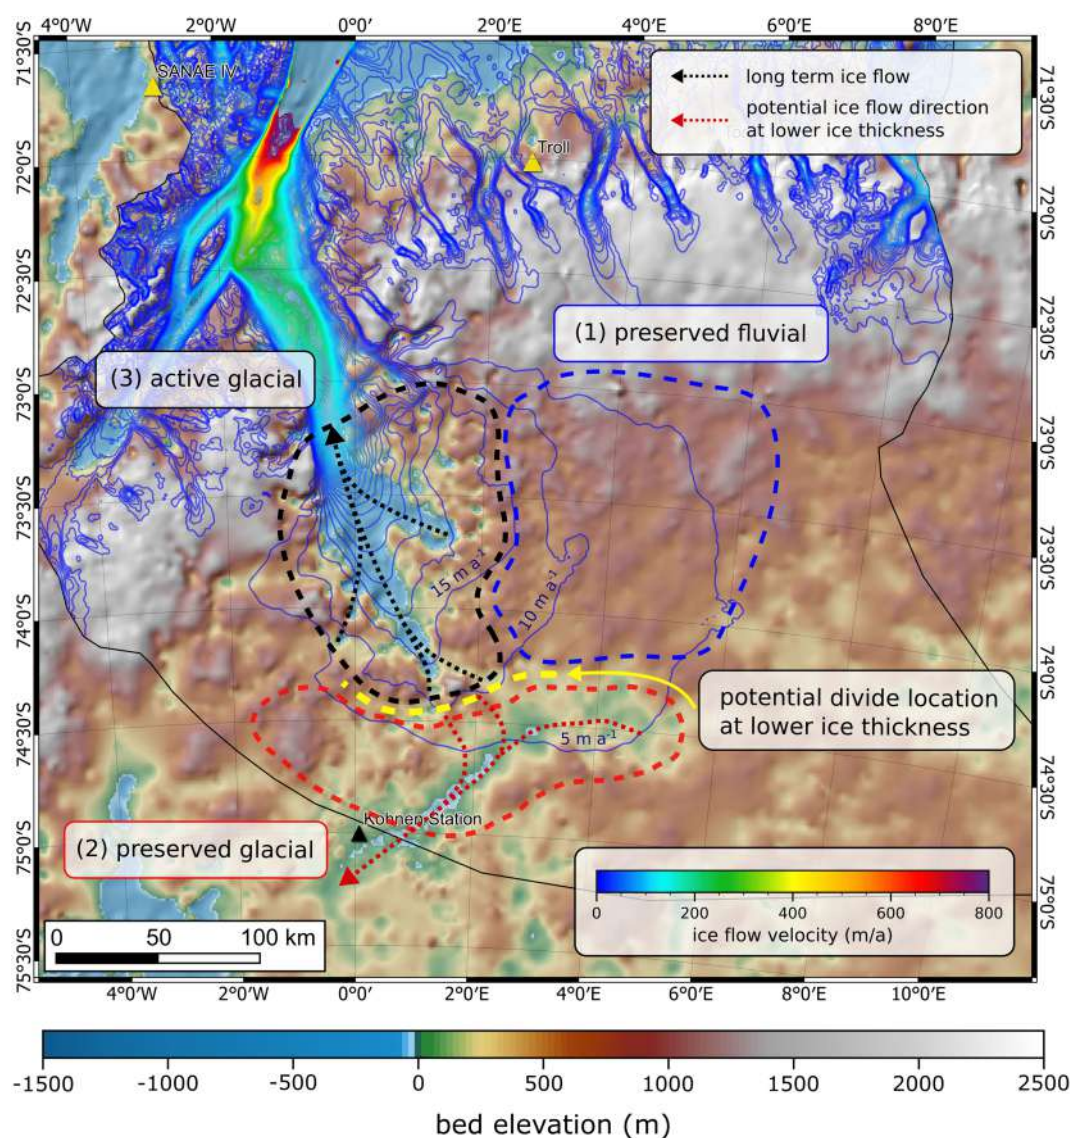 4°0′W 2°0′W 0°0′ 2°0′E 4°0′E 6°0′E 8°0′E
71°30′S
72°0′S
72°30′S
73°0′S
73°30′S
74°0′S
74°30′S
75°0′S
75°30′S
SANAE IV
Troll
long term ice flow
potential ice flow direction
at lower ice thickness
71°30′S
72°0′S
72°30′S
73°0′S
73°30′S
74°0′S
74°30′S
75°0′S
(1) preserved fluvial
(3) active glacial
15 m a⁻¹
10 m a⁻¹
potential divide location
at lower ice thickness
5 m a⁻¹
Kohnen Station
(2) preserved glacial
0 200 400 600 800
ice flow velocity (m/a)
0 50 100 km
4°0′W 2°0′W 0°0′ 2°0′E 4°0′E 6°0′E 8°0′E 10°0′E
-1500 -1000 -500 0 500 1000 1500 2000 2500
bed elevation (m)